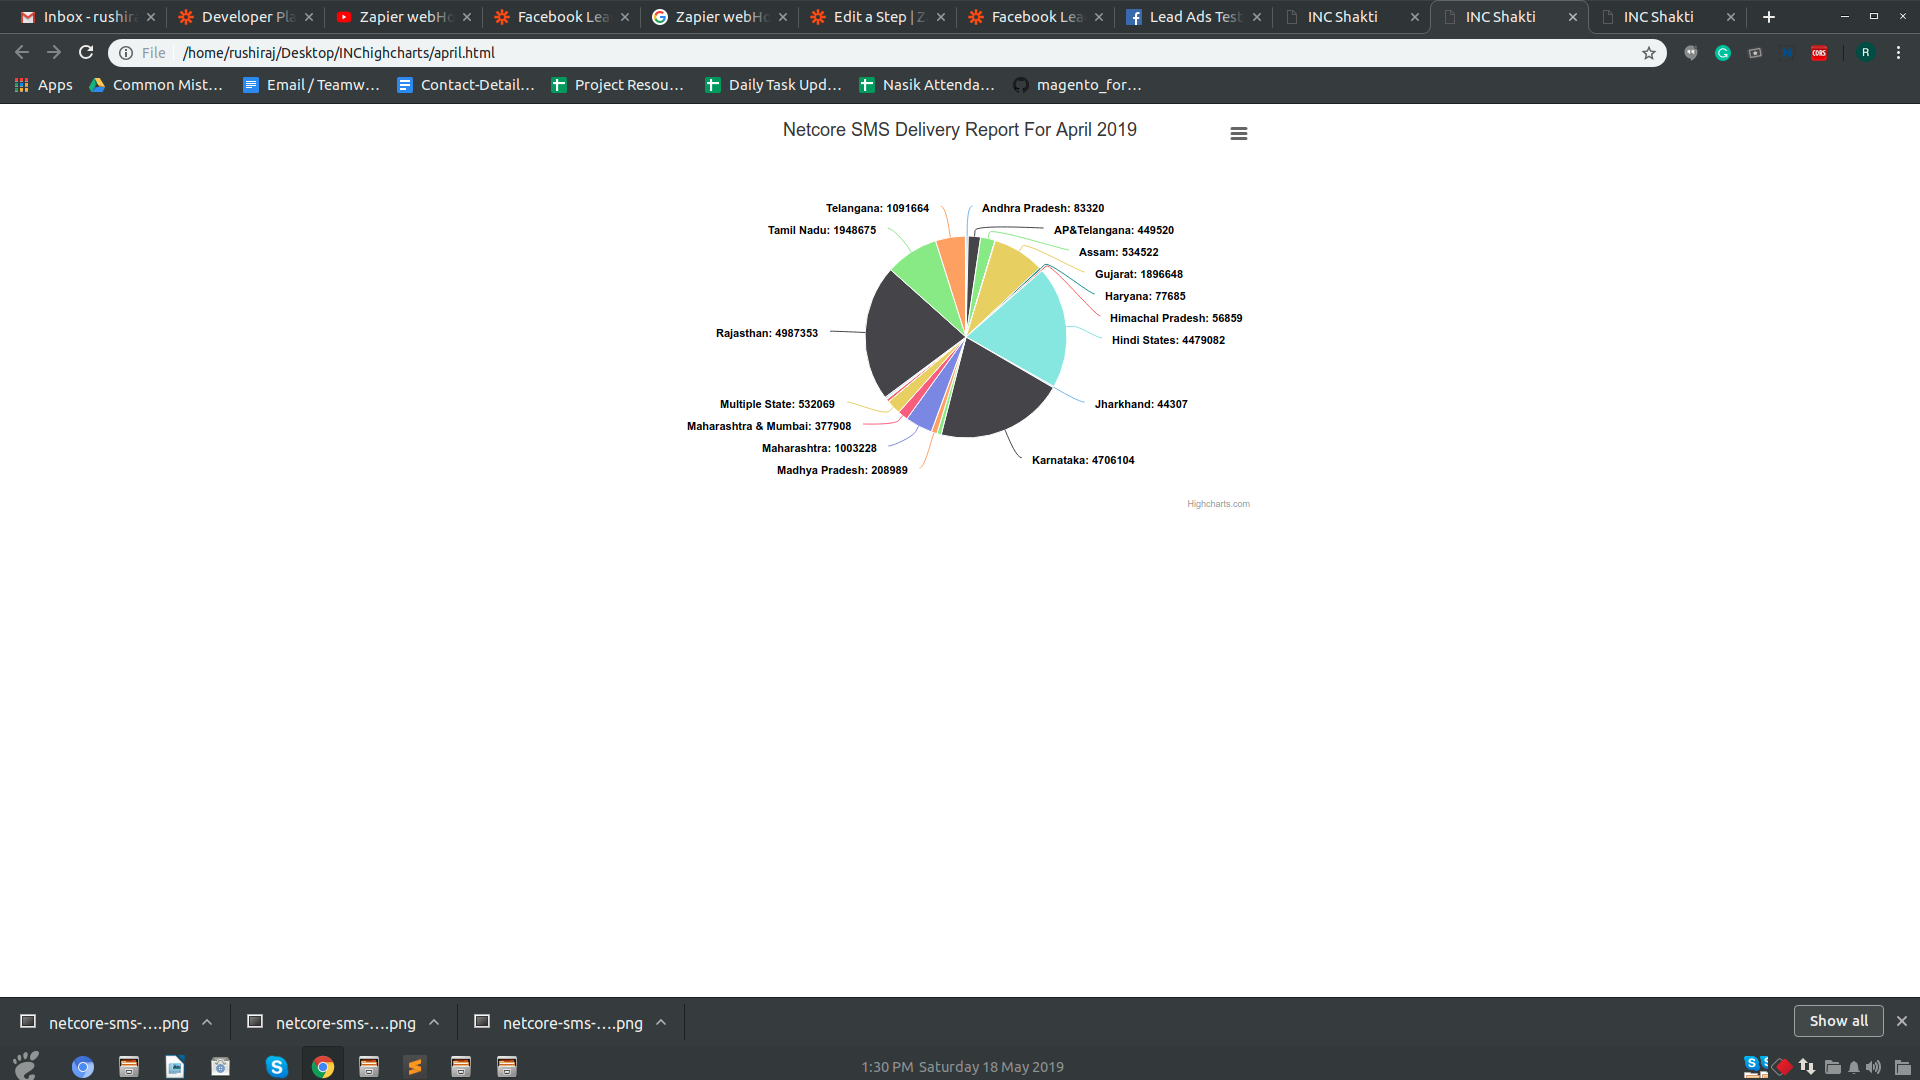 Inbox - rushir
Developer Pla
Zapier webHo
Facebook Lea
Zapier webHo
Edit a Step | Z
Facebook Lea
Lead Ads Test
INC Shakti
INC Shakti
INC Shakti
File /home/rushiraj/Desktop/INChighcharts/april.html
CORS
R
Apps
Common Mist...
Email / Teamw...
Contact-Detail...
Project Resou...
Daily Task Upd...
Nasik Attenda...
magento_for...
Netcore SMS Delivery Report For April 2019
Telangana: 1091664
Andhra Pradesh: 83320
Tamil Nadu: 1948675
AP&Telangana: 449520
Assam: 534522
Gujarat: 1896648
Haryana: 77685
Himachal Pradesh: 56859
Rajasthan: 4987353
Hindi States: 4479082
Multiple State: 532069
Jharkhand: 44307
Maharashtra & Mumbai: 377908
Maharashtra: 1003228
Karnataka: 4706104
Madhya Pradesh: 208989
Highcharts.com
netcore-sms-....png
netcore-sms-....png
netcore-sms-....png
Show all
1:30 PM Saturday 18 May 2019